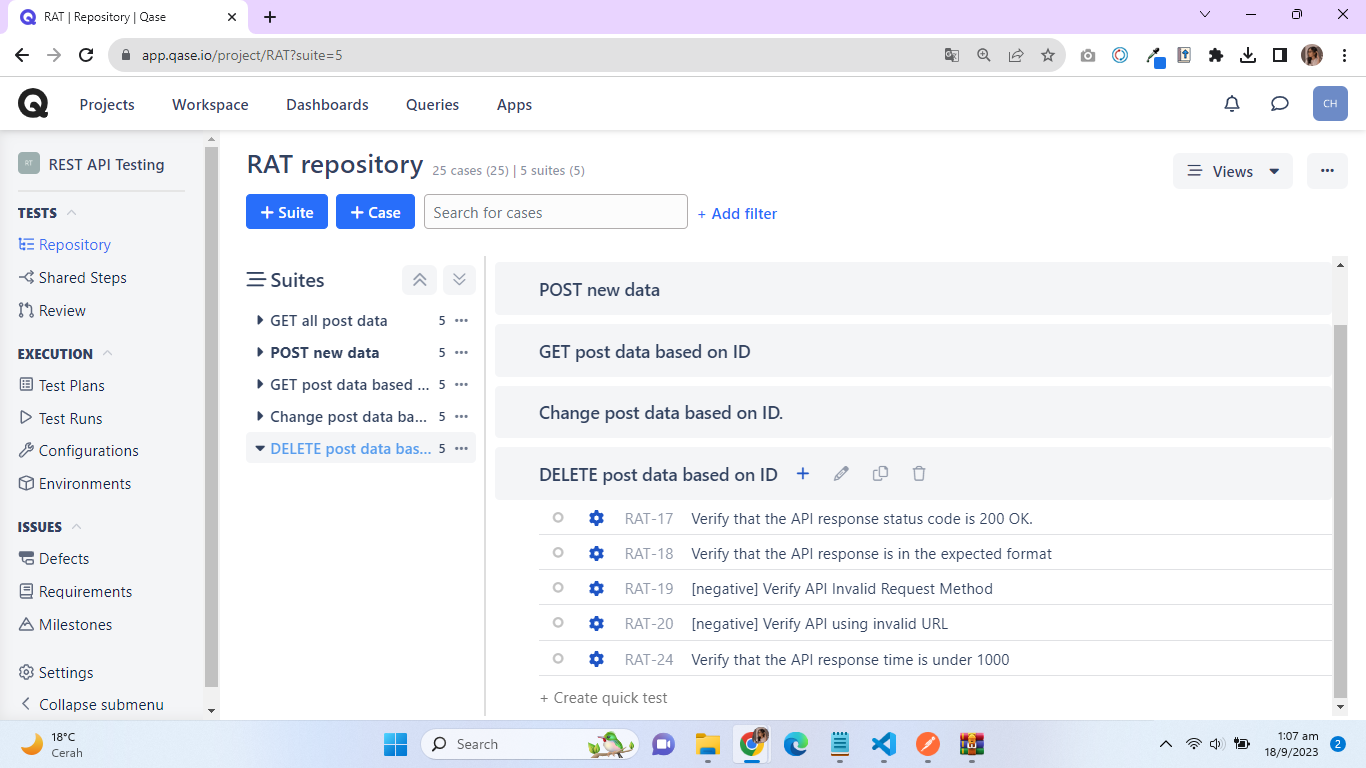 RAT | Repository | Qase
app.qase.io/project/RAT?suite=5
Projects Workspace Dashboards Queries Apps
CH
RT REST API Testing
TESTS
Repository
Shared Steps
Review
EXECUTION
Test Plans
Test Runs
Configurations
Environments
ISSUES
Defects
Requirements
Milestones
Settings
Collapse submenu
RAT repository 25 cases (25) | 5 suites (5)
Views
+ Suite + Case Search for cases + Add filter
Suites
GET all post data 5
POST new data 5
GET post data based ... 5
Change post data ba... 5
DELETE post data bas... 5
POST new data
GET post data based on ID
Change post data based on ID.
DELETE post data based on ID
RAT-17 Verify that the API response status code is 200 OK.
RAT-18 Verify that the API response is in the expected format
RAT-19 [negative] Verify API Invalid Request Method
RAT-20 [negative] Verify API using invalid URL
RAT-24 Verify that the API response time is under 1000
+ Create quick test
18°C
Cerah
Search
1:07 am
18/9/2023
2